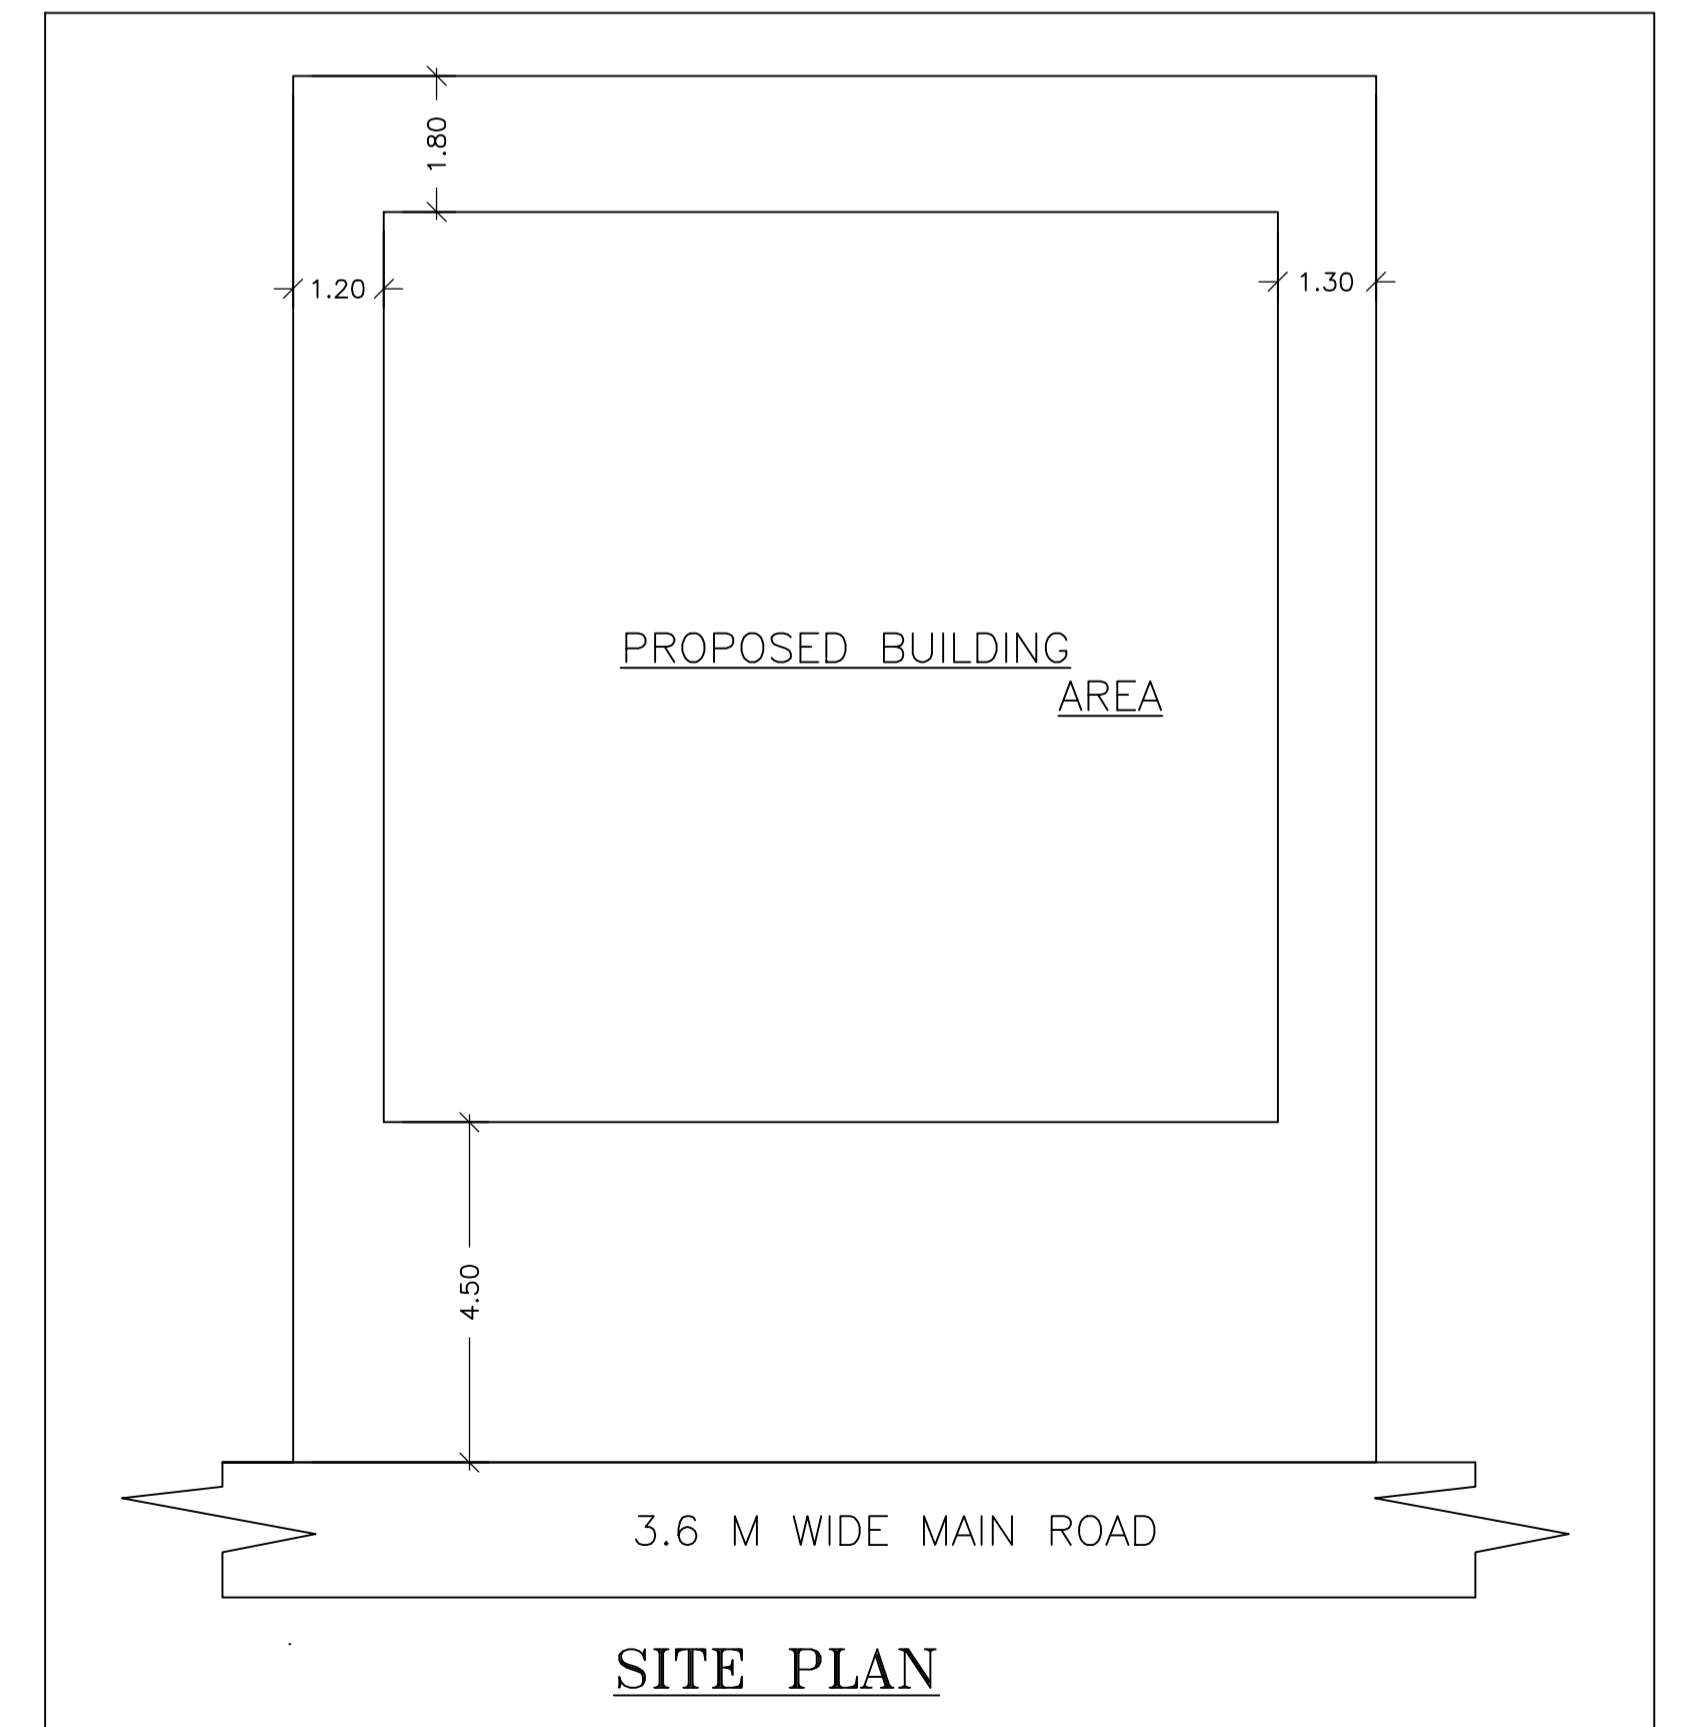 1.80
1.20
1.30
PROPOSED BUILDING
AREA
4.50
3.6 M WIDE MAIN ROAD
SITE PLAN